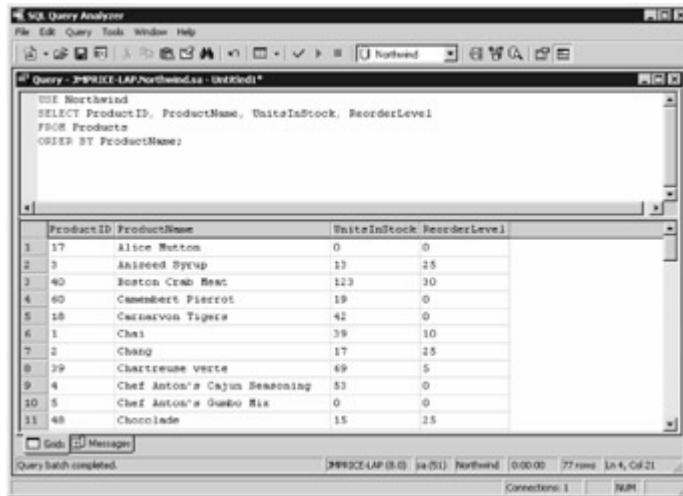 SQL Query Analyzer
File Edit Query Tools Window Help
Northwind
Query - JMPRICE-LAP.Northwind.sa - Untitled1*
USE Northwind
SELECT ProductID, ProductName, UnitsInStock, ReorderLevel
FROM Products
ORDER BY ProductName;
ProductID ProductName UnitsInStock ReorderLevel
1 17 Alice Mutton 0 0
2 3 Aniseed Syrup 13 25
3 40 Boston Crab Meat 123 30
4 60 Camembert Pierrot 19 0
5 18 Carnarvon Tigers 42 0
6 1 Chai 39 10
7 2 Chang 17 25
8 39 Chartreuse verte 69 5
9 4 Chef Anton's Cajun Seasoning 53 0
10 5 Chef Anton's Gumbo Mix 0 0
11 48 Chocolade 15 25
Grids Messages
Query batch completed. JMPRICE-LAP (8.0) sa (51) Northwind 0:00:00 77 rows Ln 4, Col 21
Connections: 1 NUM